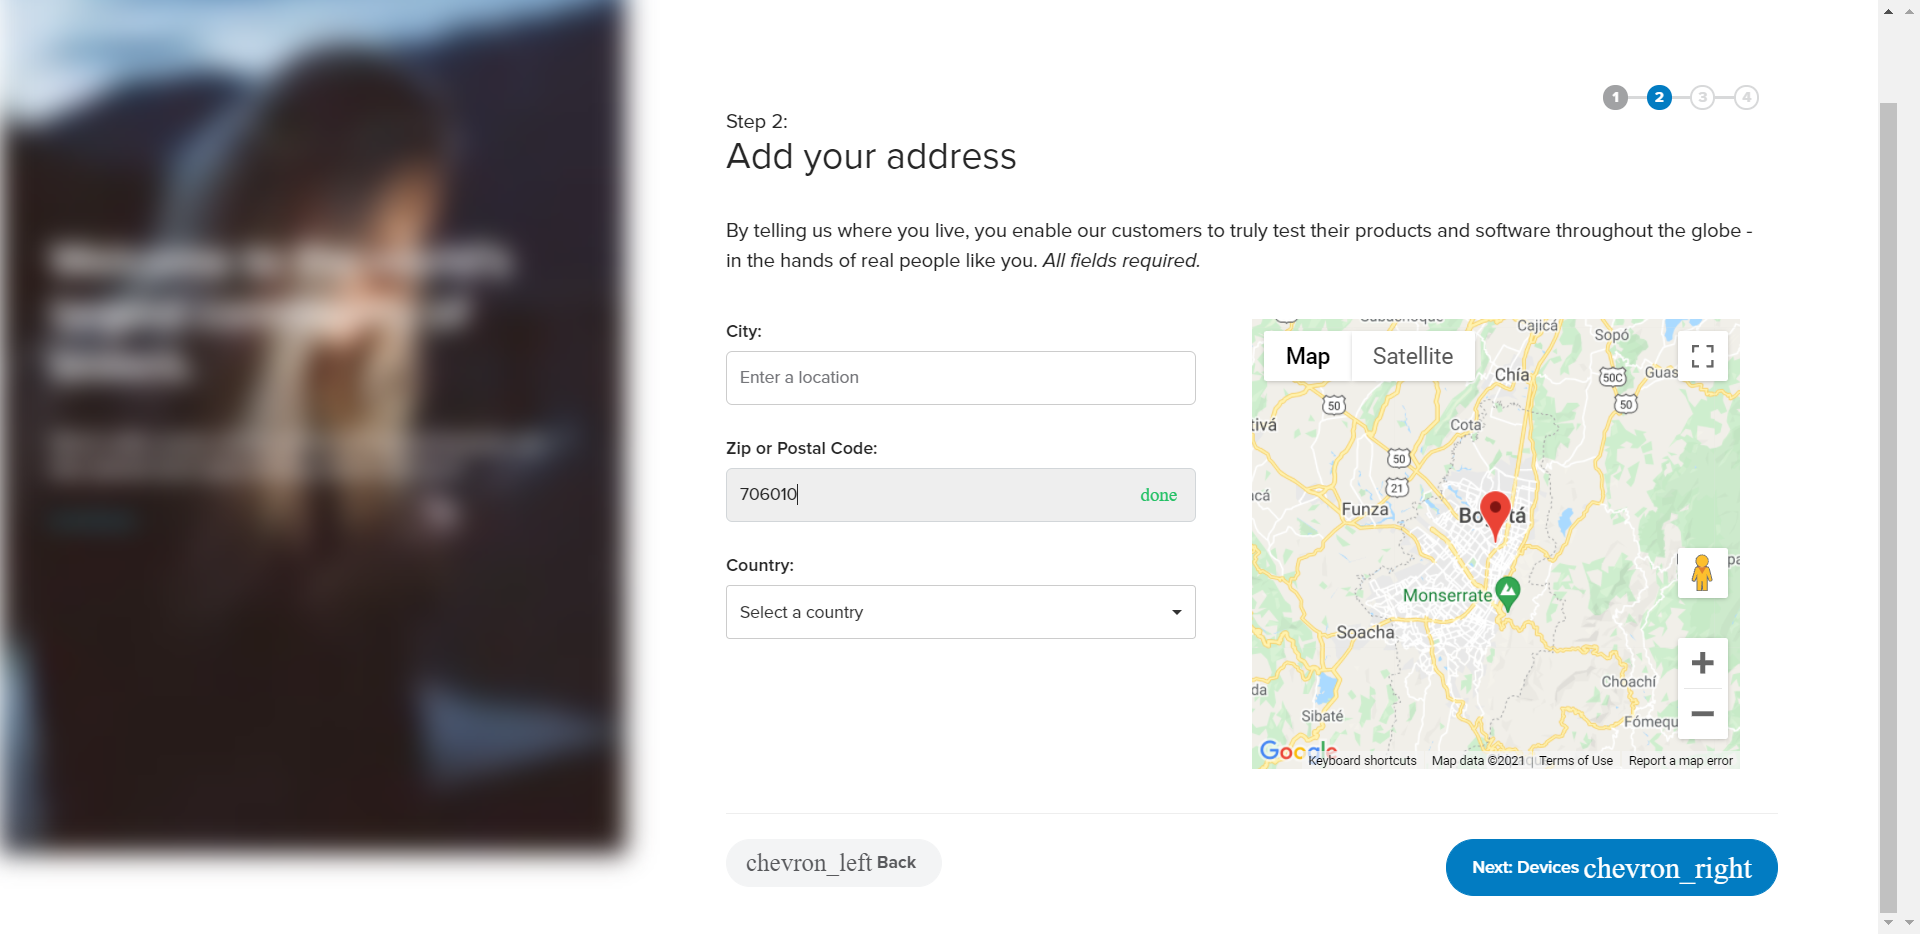 1 2 3 4
Step 2:
Add your address
By telling us where you live, you enable our customers to truly test their products and software throughout the globe -
in the hands of real people like you. All fields required.
City:
Enter a location
Zip or Postal Code:
706010
done
Country:
Select a country
Map
Satellite
Cajicá
Sopó
Chía
50C
Guas
50
50
tivá
Cota
50
21
acá
Funza
Bogotá
Monserrate
Soacha
Choachí
da
Sibaté
Fómequ
Google
Keyboard shortcuts
Map data ©2021
Terms of Use
Report a map error
chevron_left Back
Next: Devices chevron_right